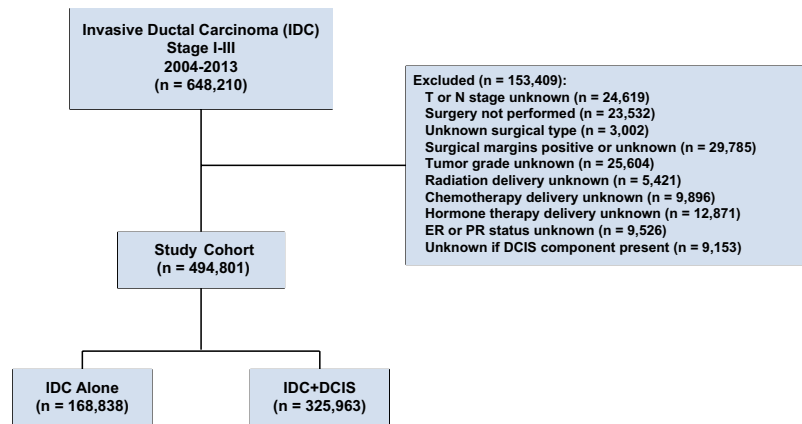 Invasive Ductal Carcinoma (IDC)
Stage I-III
2004-2013
(n = 648,210)
Excluded (n = 153,409):
T or N stage unknown (n = 24,619)
Surgery not performed (n = 23,532)
Unknown surgical type (n = 3,002)
Surgical margins positive or unknown (n = 29,785)
Tumor grade unknown (n = 25,604)
Radiation delivery unknown (n = 5,421)
Chemotherapy delivery unknown (n = 9,896)
Hormone therapy delivery unknown (n = 12,871)
ER or PR status unknown (n = 9,526)
Unknown if DCIS component present (n = 9,153)
Study Cohort
(n = 494,801)
IDC Alone
(n = 168,838)
IDC+DCIS
(n = 325,963)